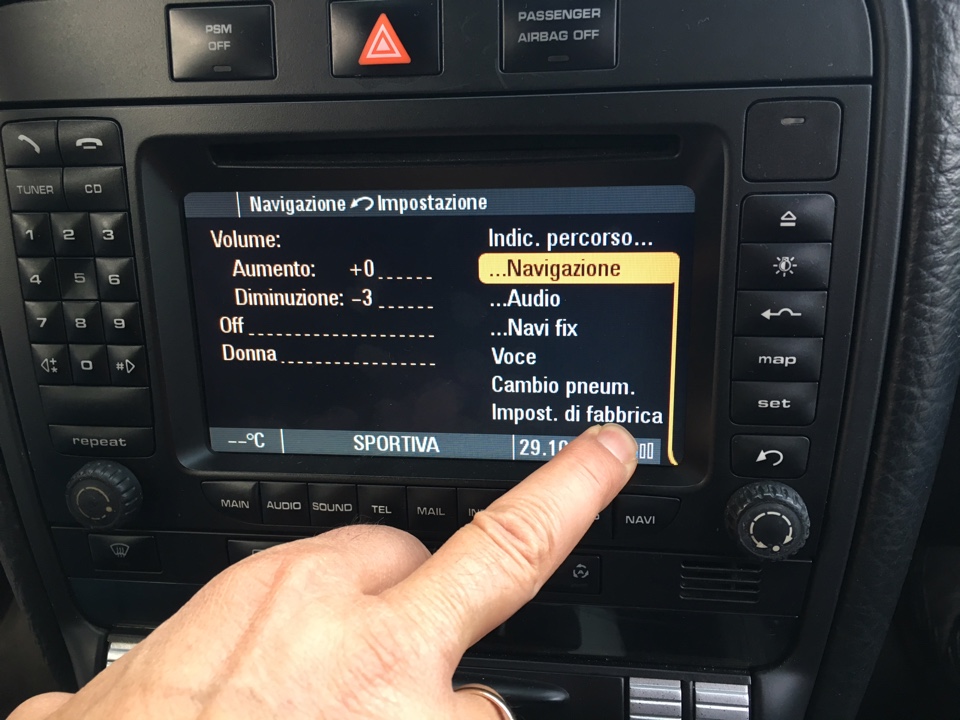 PSM
OFF
PASSENGER
AIRBAG OFF
TUNER
CD
1 2 3
4 5 6
7 8 9
* 0 #
repeat
Navigazione Impostazione
Volume:
Aumento: +0
Diminuzione: -3
Off
Donna
Indic. percorso...
...Navigazione
...Audio
...Navi fix
Voce
Cambio pneum.
Impost. di fabbrica
--°C
SPORTIVA
map
set
MAIN
AUDIO
SOUND
TEL
MAIL
NAVI